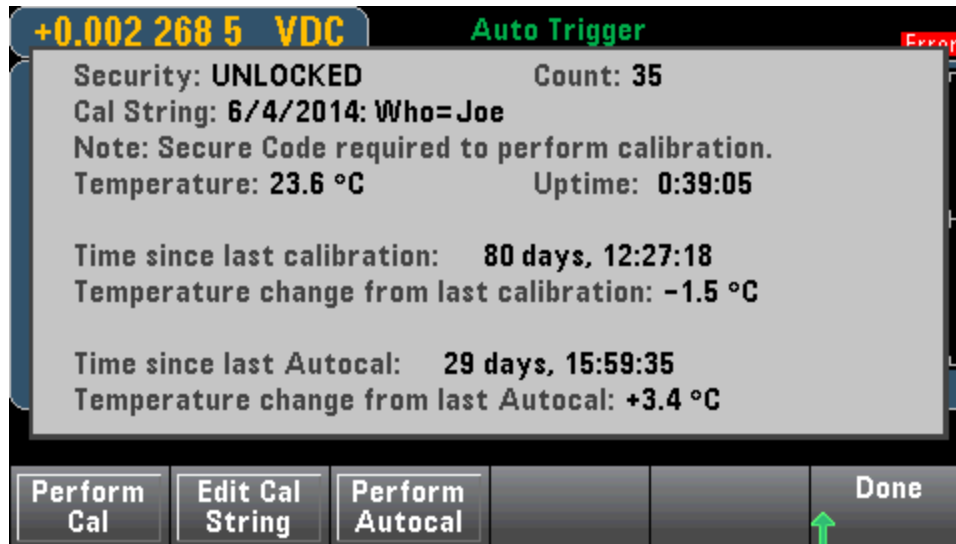 +0.002 268 5 VDC
Auto Trigger
Error
Security: UNLOCKED Count: 35
Cal String: 6/4/2014: Who=Joe
Note: Secure Code required to perform calibration.
Temperature: 23.6 °C Uptime: 0:39:05
Time since last calibration: 80 days, 12:27:18
Temperature change from last calibration: −1.5 °C
Time since last Autocal: 29 days, 15:59:35
Temperature change from last Autocal: +3.4 °C
Perform Cal
Edit Cal String
Perform Autocal
Done